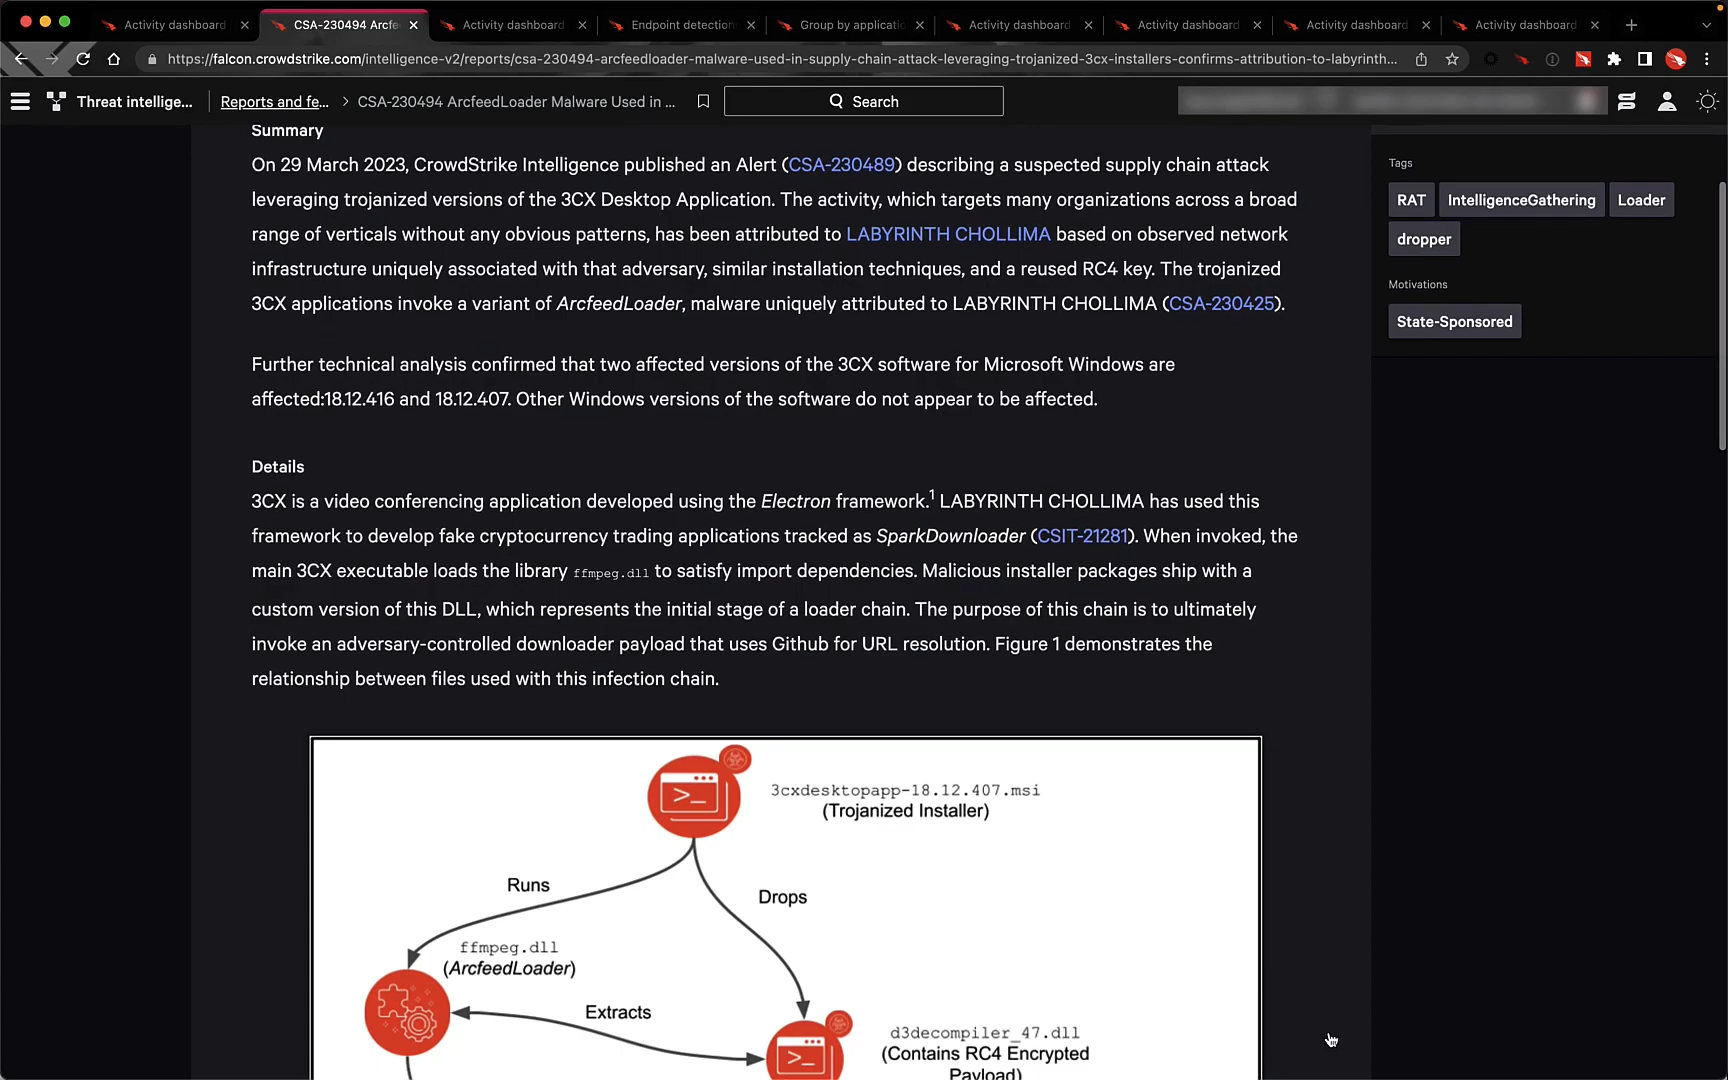 Activity dashboard
CSA-230494 Arcfe
Activity dashboard
Endpoint detection
Group by applicatio
Activity dashboard
Activity dashboard
Activity dashboard
Activity dashboard
https://falcon.crowdstrike.com/intelligence-v2/reports/csa-230494-arcfeedloader-malware-used-in-supply-chain-attack-leveraging-trojanized-3cx-installers-confirms-attribution-to-labyrinth...
Threat intellige...
Reports and fe...
> CSA-230494 ArcfeedLoader Malware Used in ...
Search
Summary
On 29 March 2023, CrowdStrike Intelligence published an Alert (CSA-230489) describing a suspected supply chain attack
leveraging trojanized versions of the 3CX Desktop Application. The activity, which targets many organizations across a broad
range of verticals without any obvious patterns, has been attributed to LABYRINTH CHOLLIMA based on observed network
infrastructure uniquely associated with that adversary, similar installation techniques, and a reused RC4 key. The trojanized
3CX applications invoke a variant of ArcfeedLoader, malware uniquely attributed to LABYRINTH CHOLLIMA (CSA-230425).
Further technical analysis confirmed that two affected versions of the 3CX software for Microsoft Windows are
affected:18.12.416 and 18.12.407. Other Windows versions of the software do not appear to be affected.
Details
3CX is a video conferencing application developed using the Electron framework.1 LABYRINTH CHOLLIMA has used this
framework to develop fake cryptocurrency trading applications tracked as SparkDownloader (CSIT-21281). When invoked, the
main 3CX executable loads the library ffmpeg.dll to satisfy import dependencies. Malicious installer packages ship with a
custom version of this DLL, which represents the initial stage of a loader chain. The purpose of this chain is to ultimately
invoke an adversary-controlled downloader payload that uses Github for URL resolution. Figure 1 demonstrates the
relationship between files used with this infection chain.
3cxdesktopapp-18.12.407.msi
(Trojanized Installer)
Runs
Drops
ffmpeg.dll
(ArcfeedLoader)
Extracts
d3decompiler_47.dll
(Contains RC4 Encrypted
Payload)
Tags
RAT
IntelligenceGathering
Loader
dropper
Motivations
State-Sponsored